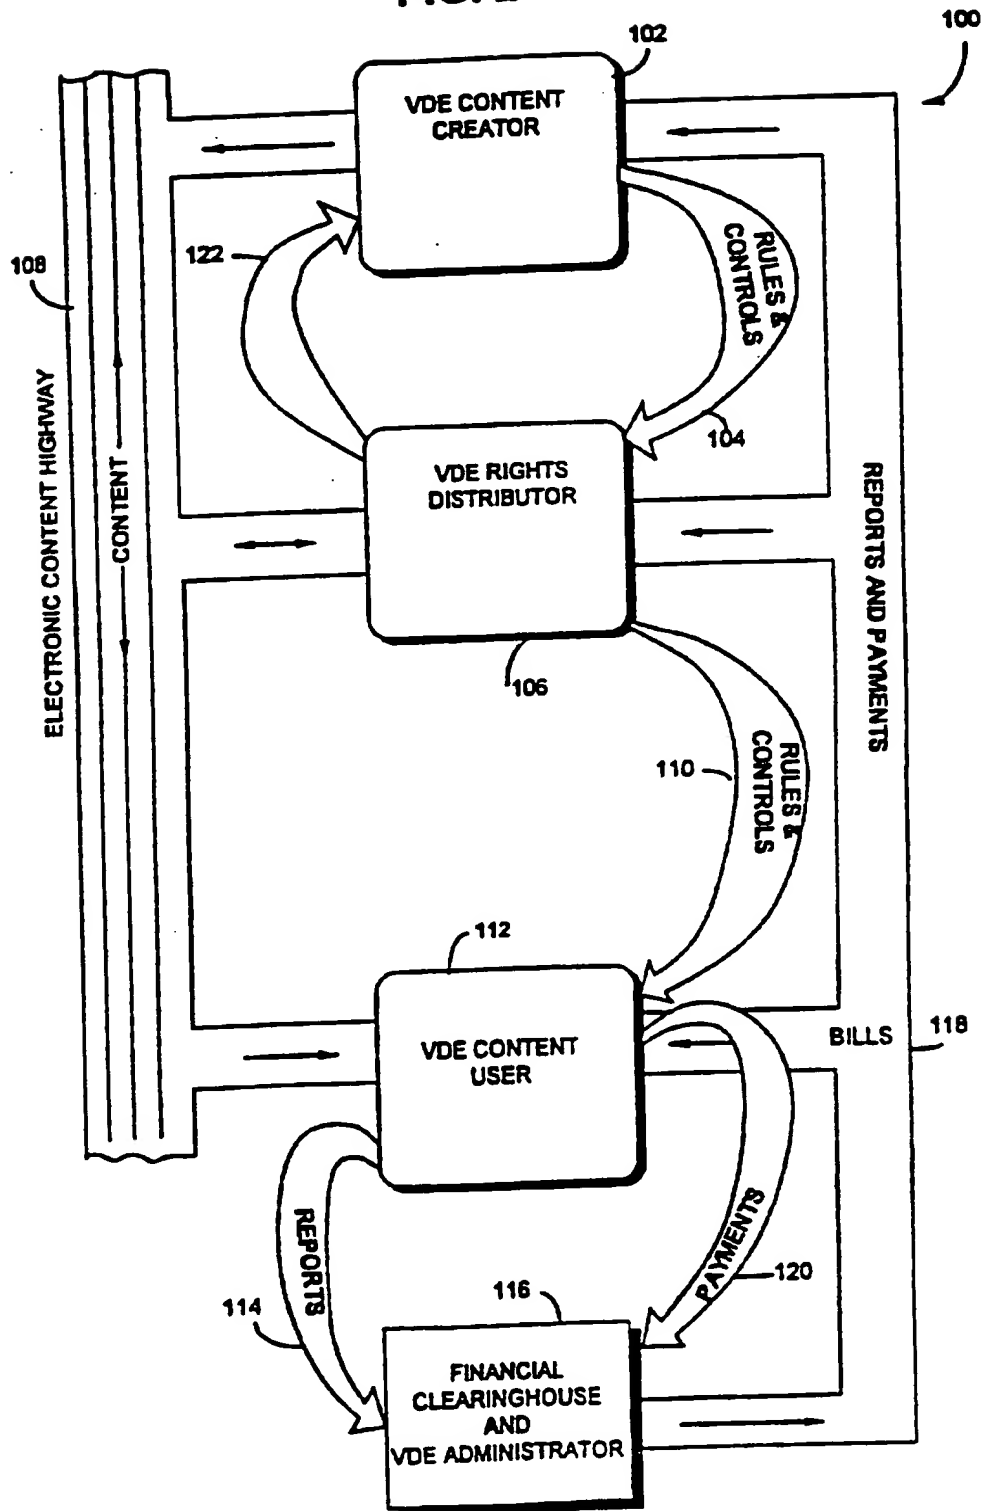 100
102
VDE CONTENT
CREATOR
122
RULES &
CONTROLS
108
104
ELECTRONIC CONTENT HIGHWAY
CONTENT
VDE RIGHTS
DISTRIBUTOR
REPORTS AND PAYMENTS
106
110
RULES &
CONTROLS
112
VDE CONTENT
USER
BILLS
118
REPORTS
PAYMENTS
120
114
116
FINANCIAL
CLEARINGHOUSE
AND
VDE ADMINISTRATOR